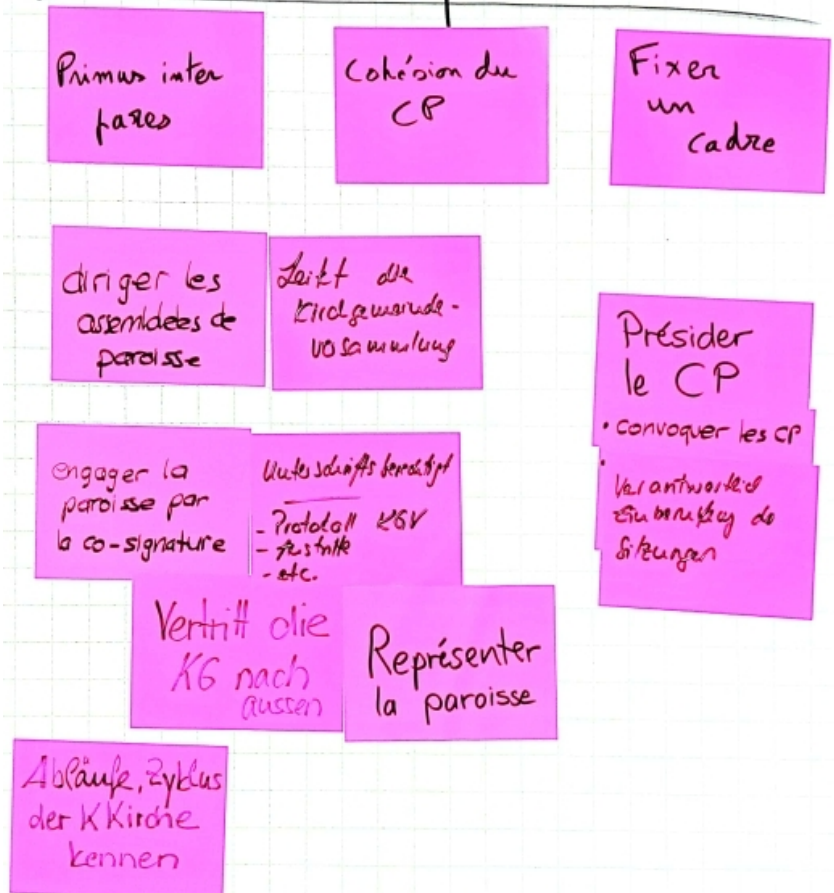 Primus inter
pares
Cohésion du
CP
Fixer
un
cadre
diriger les
assemblées de
paroisse
Leitet die
Kirchgemeinde-
versammlung
Présider
le CP
• convoquer les CP
•
Verantwortlich
Einberufung der
Sitzungen
engager la
paroisse par
la co-signature
Unterschriftsberechtigt
- Protokoll KGV
-
- etc.
Vertritt die
KG nach
aussen
Représenter
la paroisse
Abläufe, Zyklus
der KKirche
kennen